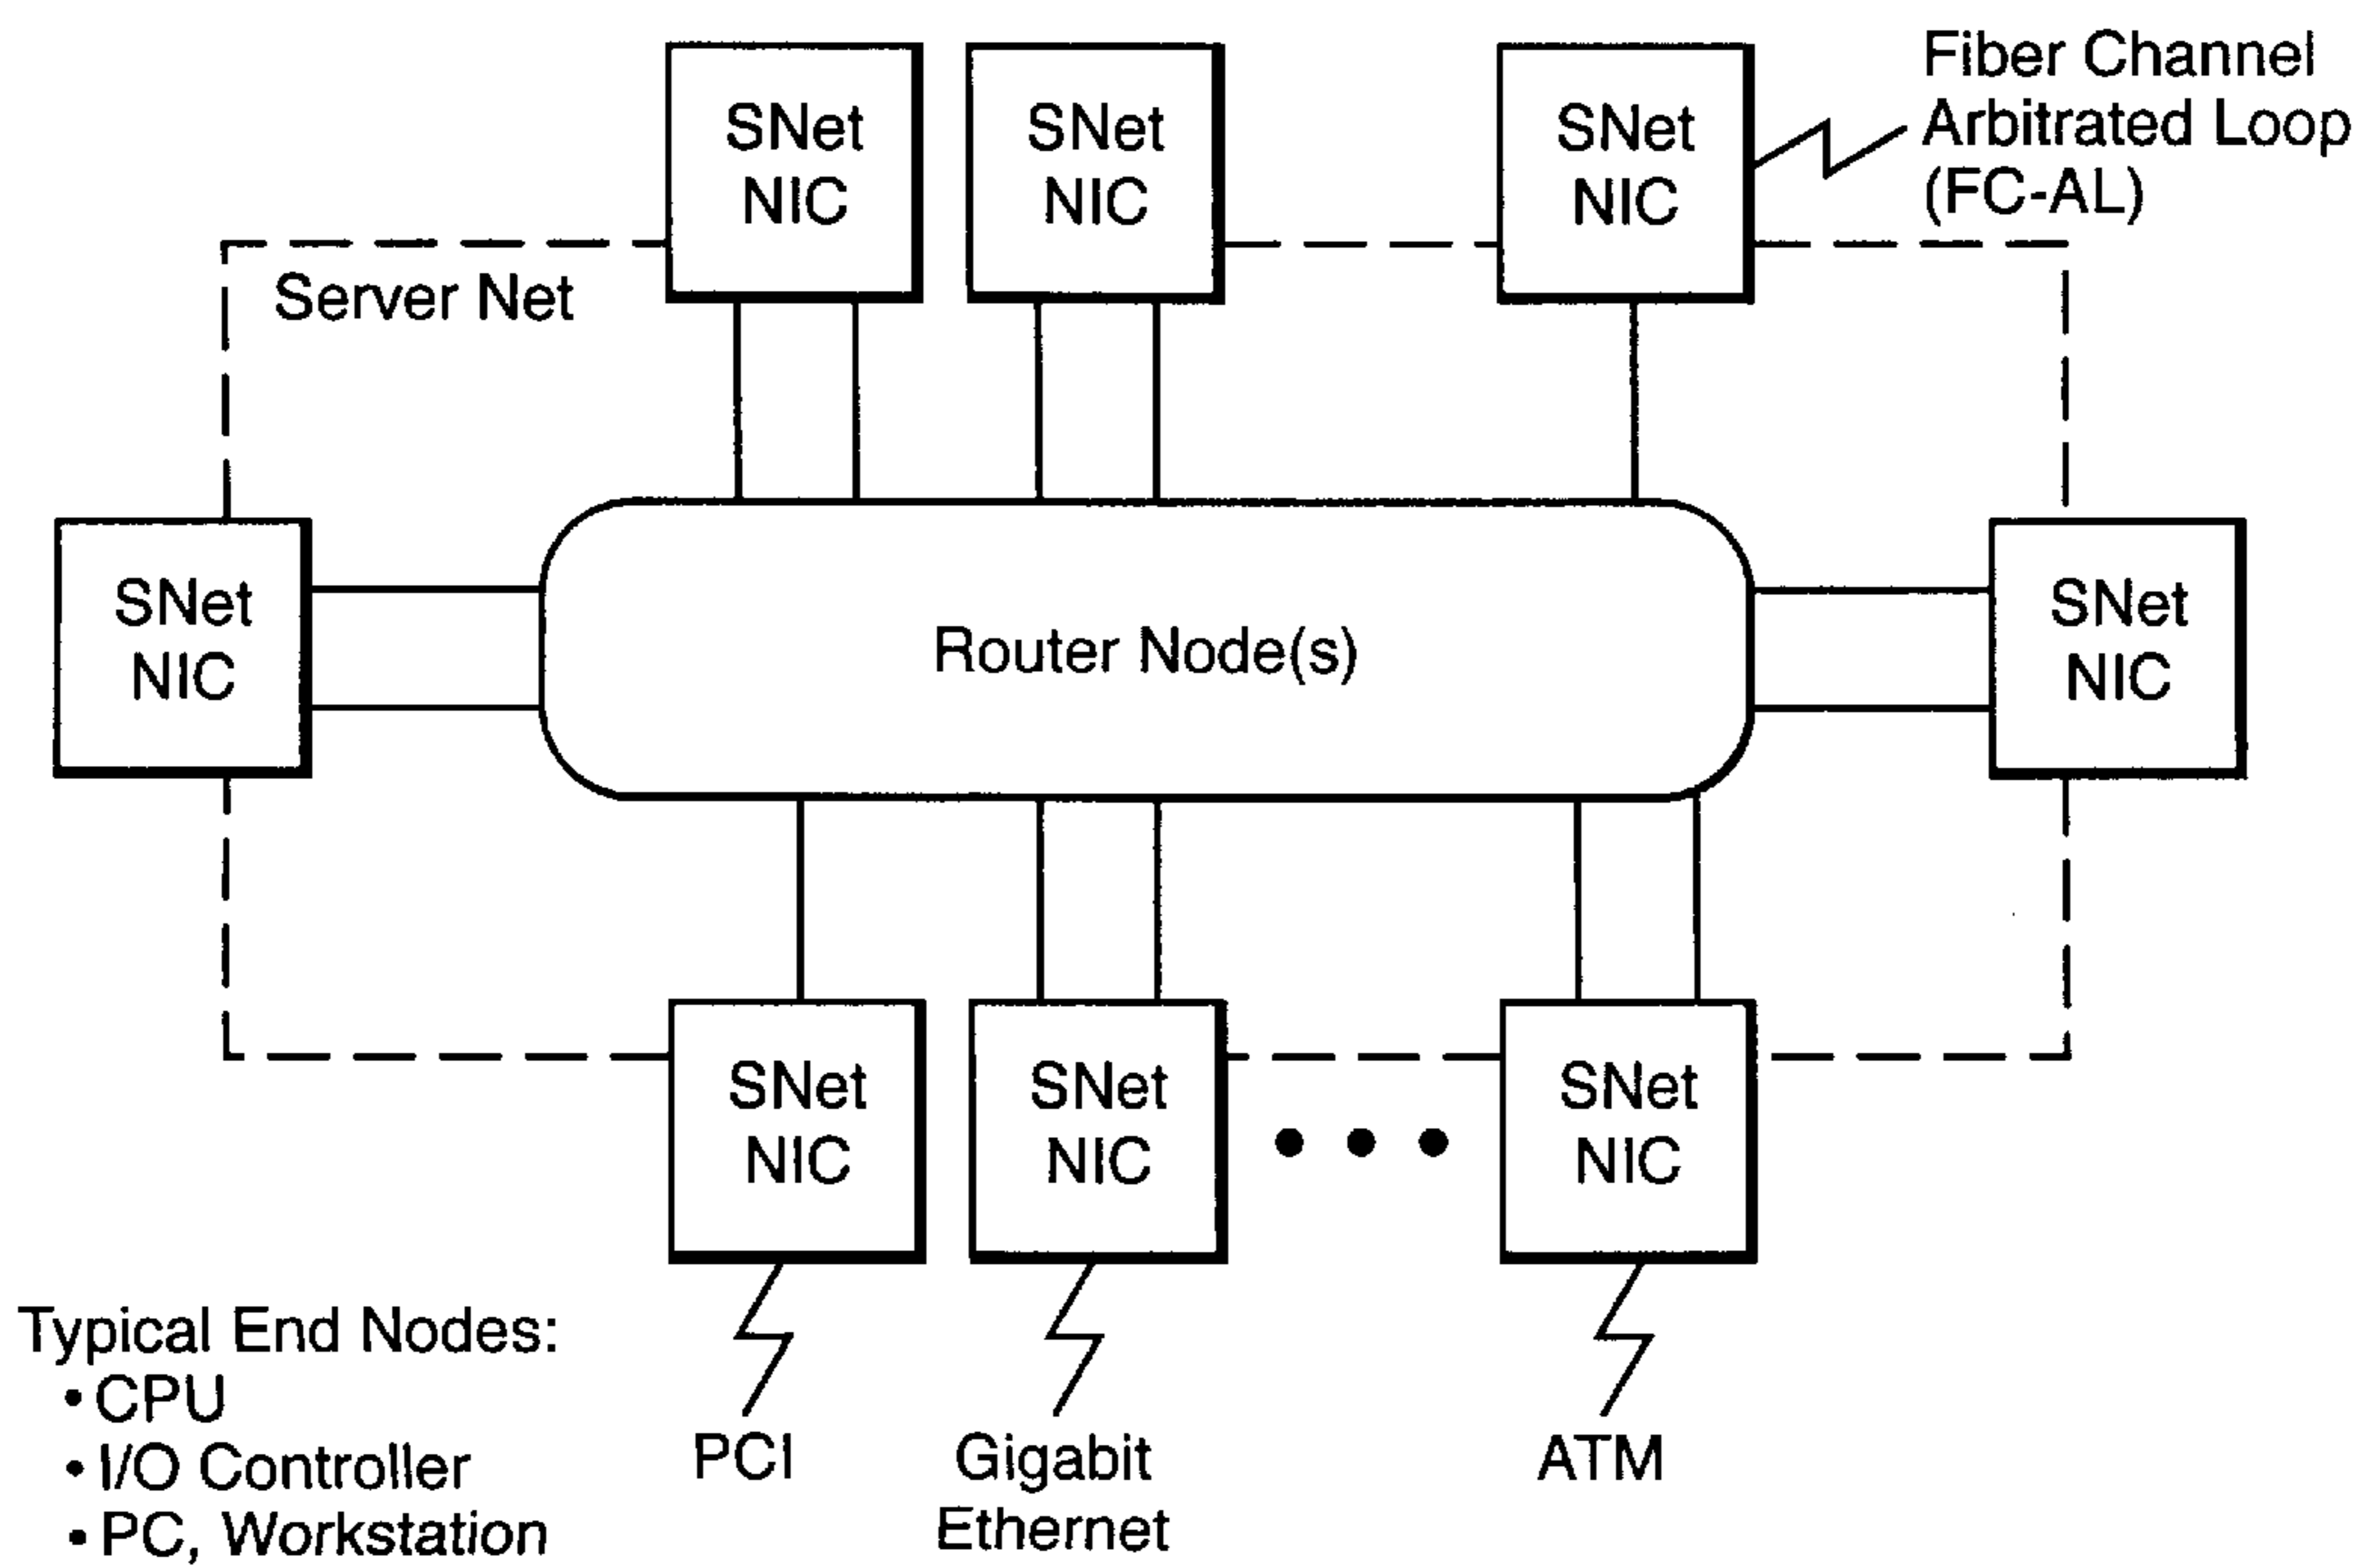 SNet
NIC
SNet
NIC
SNet
NIC
Fiber Channel
Arbitrated Loop
(FC-AL)
Server Net
SNet
NIC
Router Node(s)
SNet
NIC
SNet
NIC
SNet
NIC
SNet
NIC
Typical End Nodes:
• CPU
• I/O Controller
• PC, Workstation
PCI
Gigabit
Ethernet
ATM